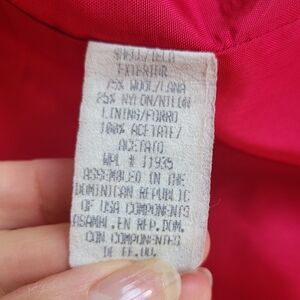 SHELL/TELA
EXTERIOR
75% WOOL/LANA
25% NYLON/NILON
LINING/FORRO
100% ACETATE/
ACETATO
WPL # 11935
ASSEMBLED IN THE
DOMINICAN REPUBLIC
OF USA COMPONENTS
ASAMBL.EN REP.DOM.
CON COMPONENTES
DE EE.UU.